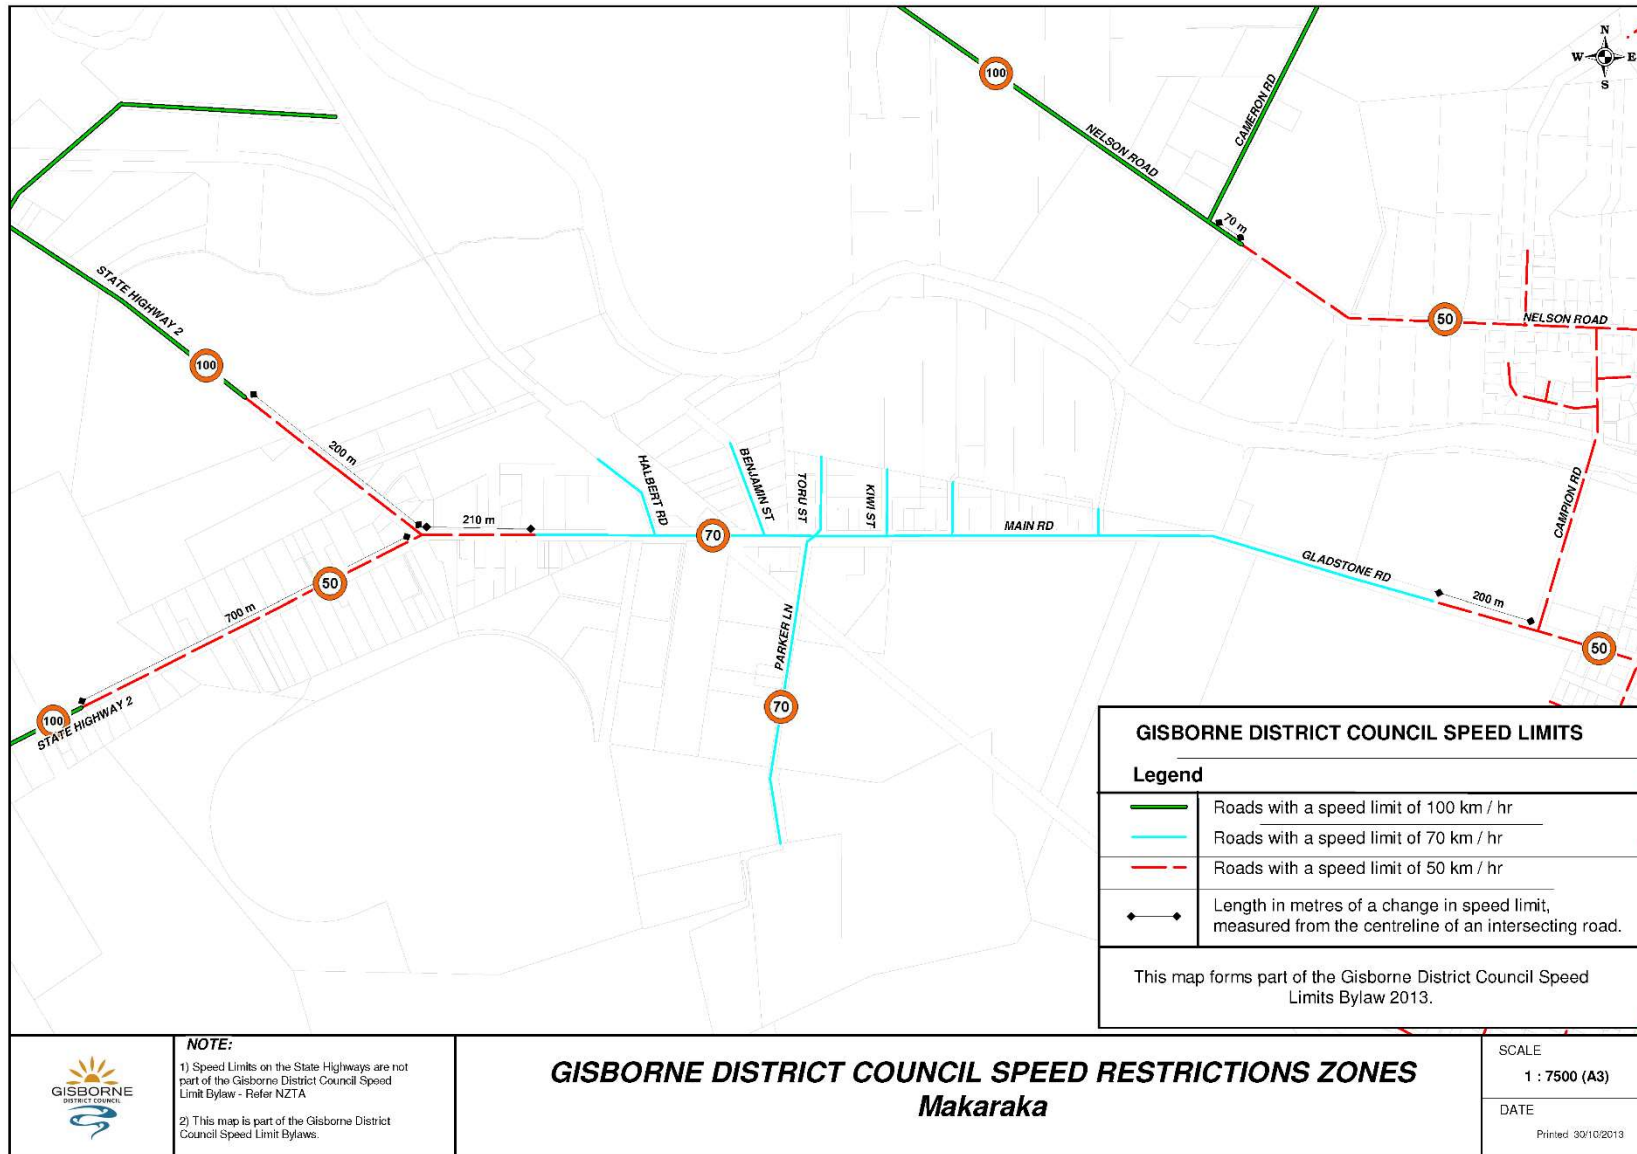 N
W
E
S
100
NELSON ROAD
CAMERON RD
70 m
STATE HIGHWAY 2
100
50
NELSON ROAD
200 m
HALBERT RD
BENJAMIN ST
TORU ST
KIWI ST
CAMPION RD
210 m
70
MAIN RD
GLADSTONE RD
50
700 m
200 m
PARKER LN
50
100
STATE HIGHWAY 2
70
GISBORNE DISTRICT COUNCIL SPEED LIMITS
Legend
Roads with a speed limit of 100 km / hr
Roads with a speed limit of 70 km / hr
Roads with a speed limit of 50 km / hr
Length in metres of a change in speed limit,
measured from the centreline of an intersecting road.
This map forms part of the Gisborne District Council Speed
Limits Bylaw 2013.
GISBORNE
DISTRICT COUNCIL
NOTE:
1) Speed Limits on the State Highways are not
part of the Gisborne District Council Speed
Limit Bylaw - Refer NZTA
2) This map is part of the Gisborne District
Council Speed Limit Bylaws.
GISBORNE DISTRICT COUNCIL SPEED RESTRICTIONS ZONES
Makaraka
SCALE
1 : 7500 (A3)
DATE
Printed 30/10/2013